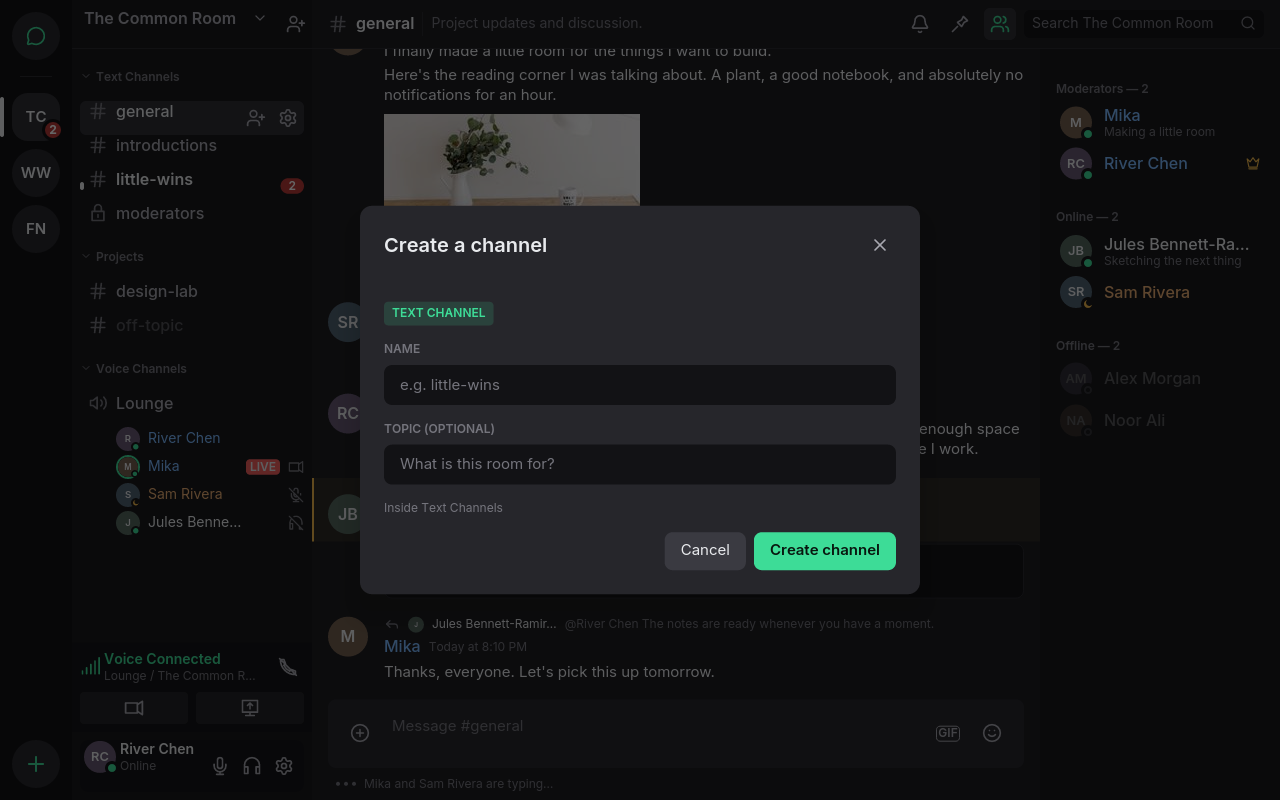 The Common Room
# general
Project updates and discussion.
Search The Common Room
TC
2
WW
FN
Text Channels
general
introductions
little-wins
2
moderators
Projects
design-lab
off-topic
Voice Channels
Lounge
R
River Chen
M
Mika
LIVE
S
Sam Rivera
J
Jules Benne...
Voice Connected
Lounge / The Common R...
RC
River Chen
Online
I finally made a little room for the things I want to build.
Here's the reading corner I was talking about. A plant, a good notebook, and absolutely no
notifications for an hour.
SR
RC
enough space
e I work.
JB
Create a channel
TEXT CHANNEL
NAME
e.g. little-wins
TOPIC (OPTIONAL)
What is this room for?
Inside Text Channels
Cancel
Create channel
J
Jules Bennett-Ramir...
@River Chen The notes are ready whenever you have a moment.
M
Mika
Today at 8:10 PM
Thanks, everyone. Let's pick this up tomorrow.
Message #general
GIF
Mika and Sam Rivera are typing...
Moderators — 2
M
Mika
Making a little room
RC
River Chen
Online — 2
JB
Jules Bennett-Ra...
Sketching the next thing
SR
Sam Rivera
Offline — 2
AM
Alex Morgan
NA
Noor Ali